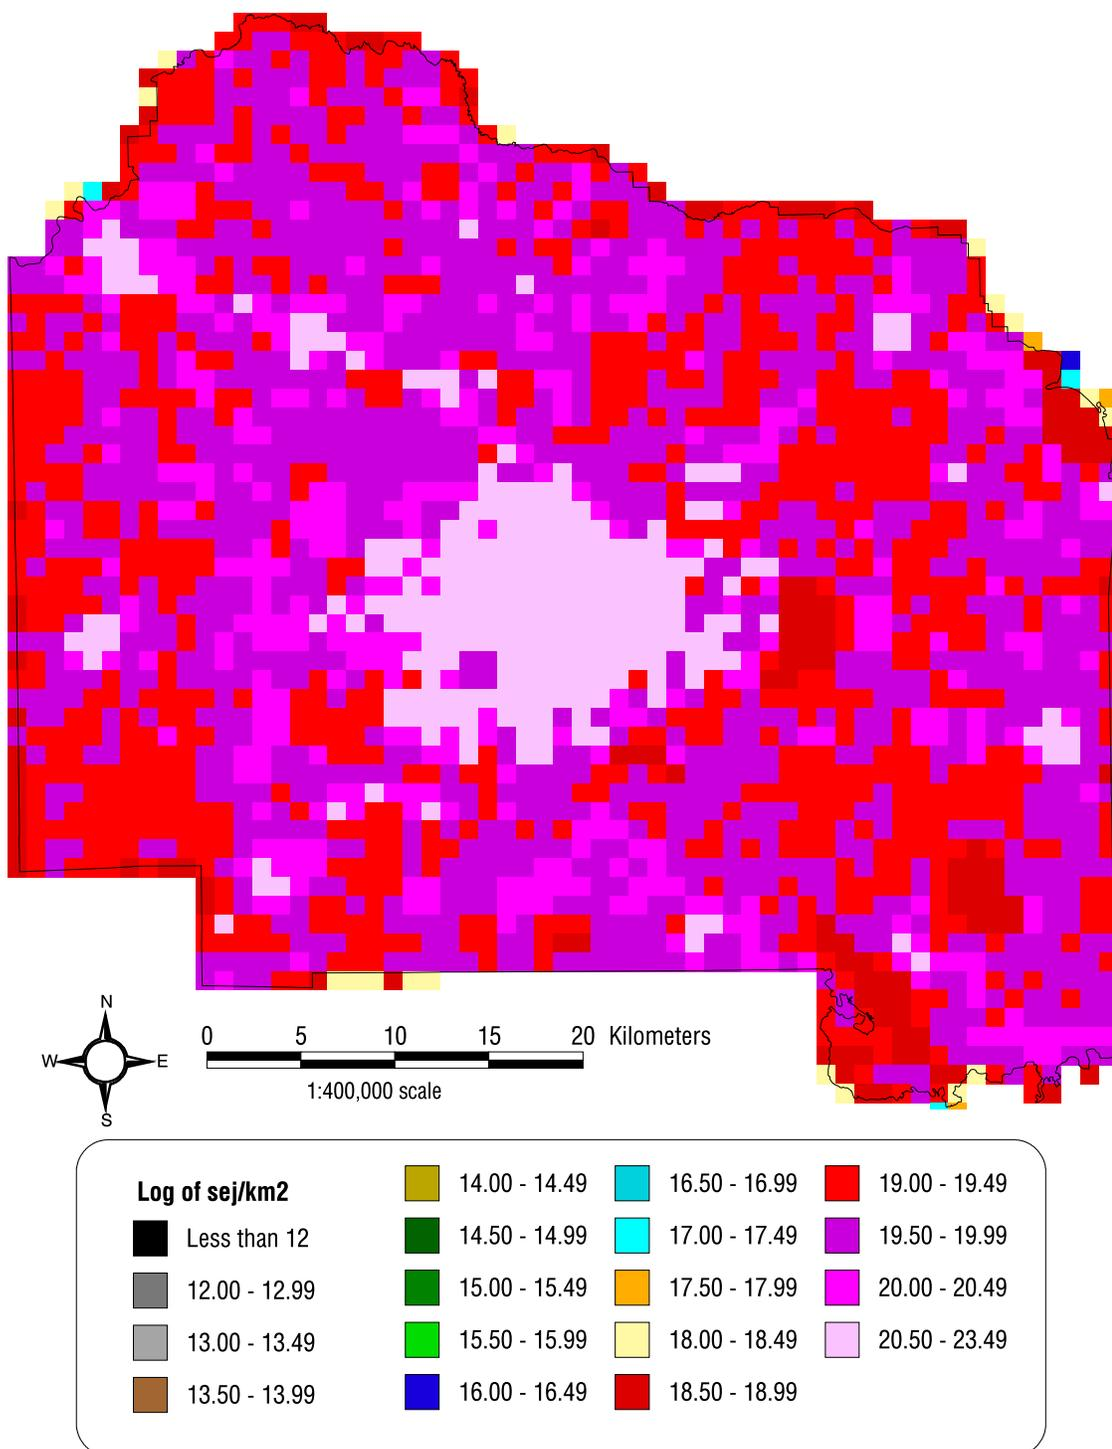 N
W E
S
0 5 10 15 20 Kilometers
1:400,000 scale
Log of sej/km2
Less than 12
12.00 - 12.99
13.00 - 13.49
13.50 - 13.99
14.00 - 14.49
14.50 - 14.99
15.00 - 15.49
15.50 - 15.99
16.00 - 16.49
16.50 - 16.99
17.00 - 17.49
17.50 - 17.99
18.00 - 18.49
18.50 - 18.99
19.00 - 19.49
19.50 - 19.99
20.00 - 20.49
20.50 - 23.49